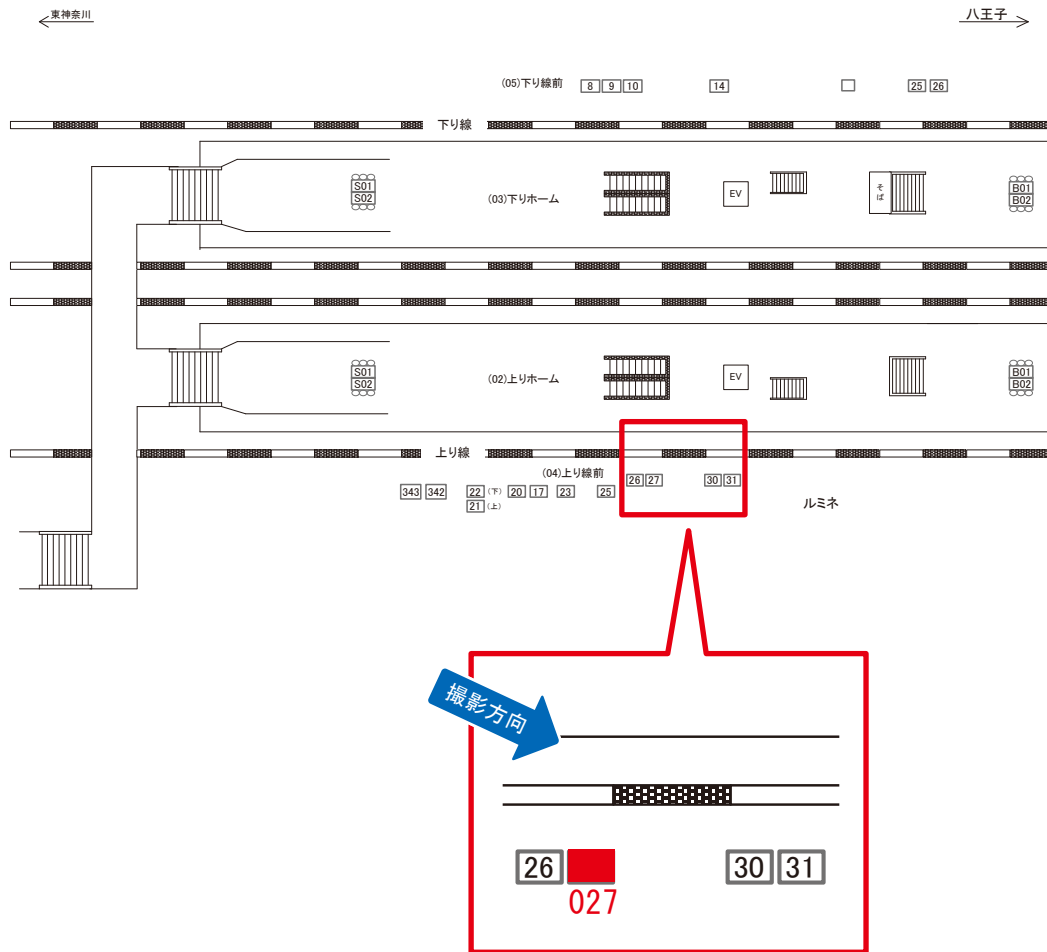 東神奈川
八王子
(05)下り線前
8 9 10 14 25 26
下り線
S01
S02
(03)下りホーム
EV
そば
B01
B02
S01
S02
(02)上りホーム
EV
B01
B02
上り線
(04)上り線前
343 342 22 (下) 20 17 23 25 26 27 30 31
21 (上)
ルミネ
撮影方向
26 30 31
027